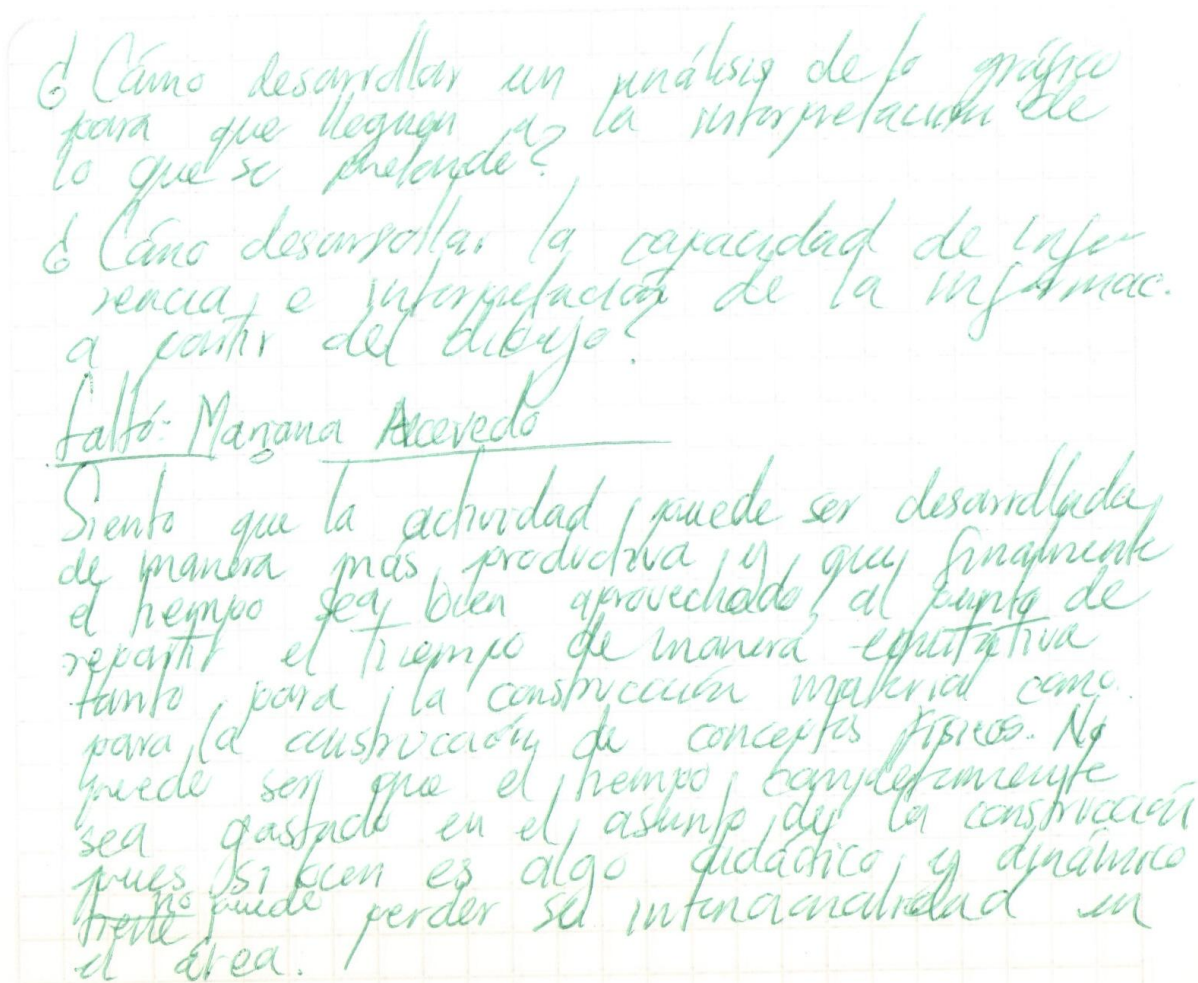 ¿Cómo desarrollar un análisis de lo gráfico
para que lleguen a la interpretación de
lo que se pretende?
¿Cómo desarrollar la capacidad de infe-
rencia, e interpretación de la informac.
a partir del dibujo?
faltó: Mariana Acevedo
Siento que la actividad, puede ser desarrollada,
de manera más productiva y que finalmente
el tiempo sea bien aprovechado, al punto de
repartir el tiempo de manera equitativa
tanto para la construcción material como
para la construcción de conceptos físicos. No
puede ser que el tiempo completamente
sea gastado en el asunto de la construcción
pues si bien es algo didáctico y dinámico
no puede perder su intencionalidad en
el área.